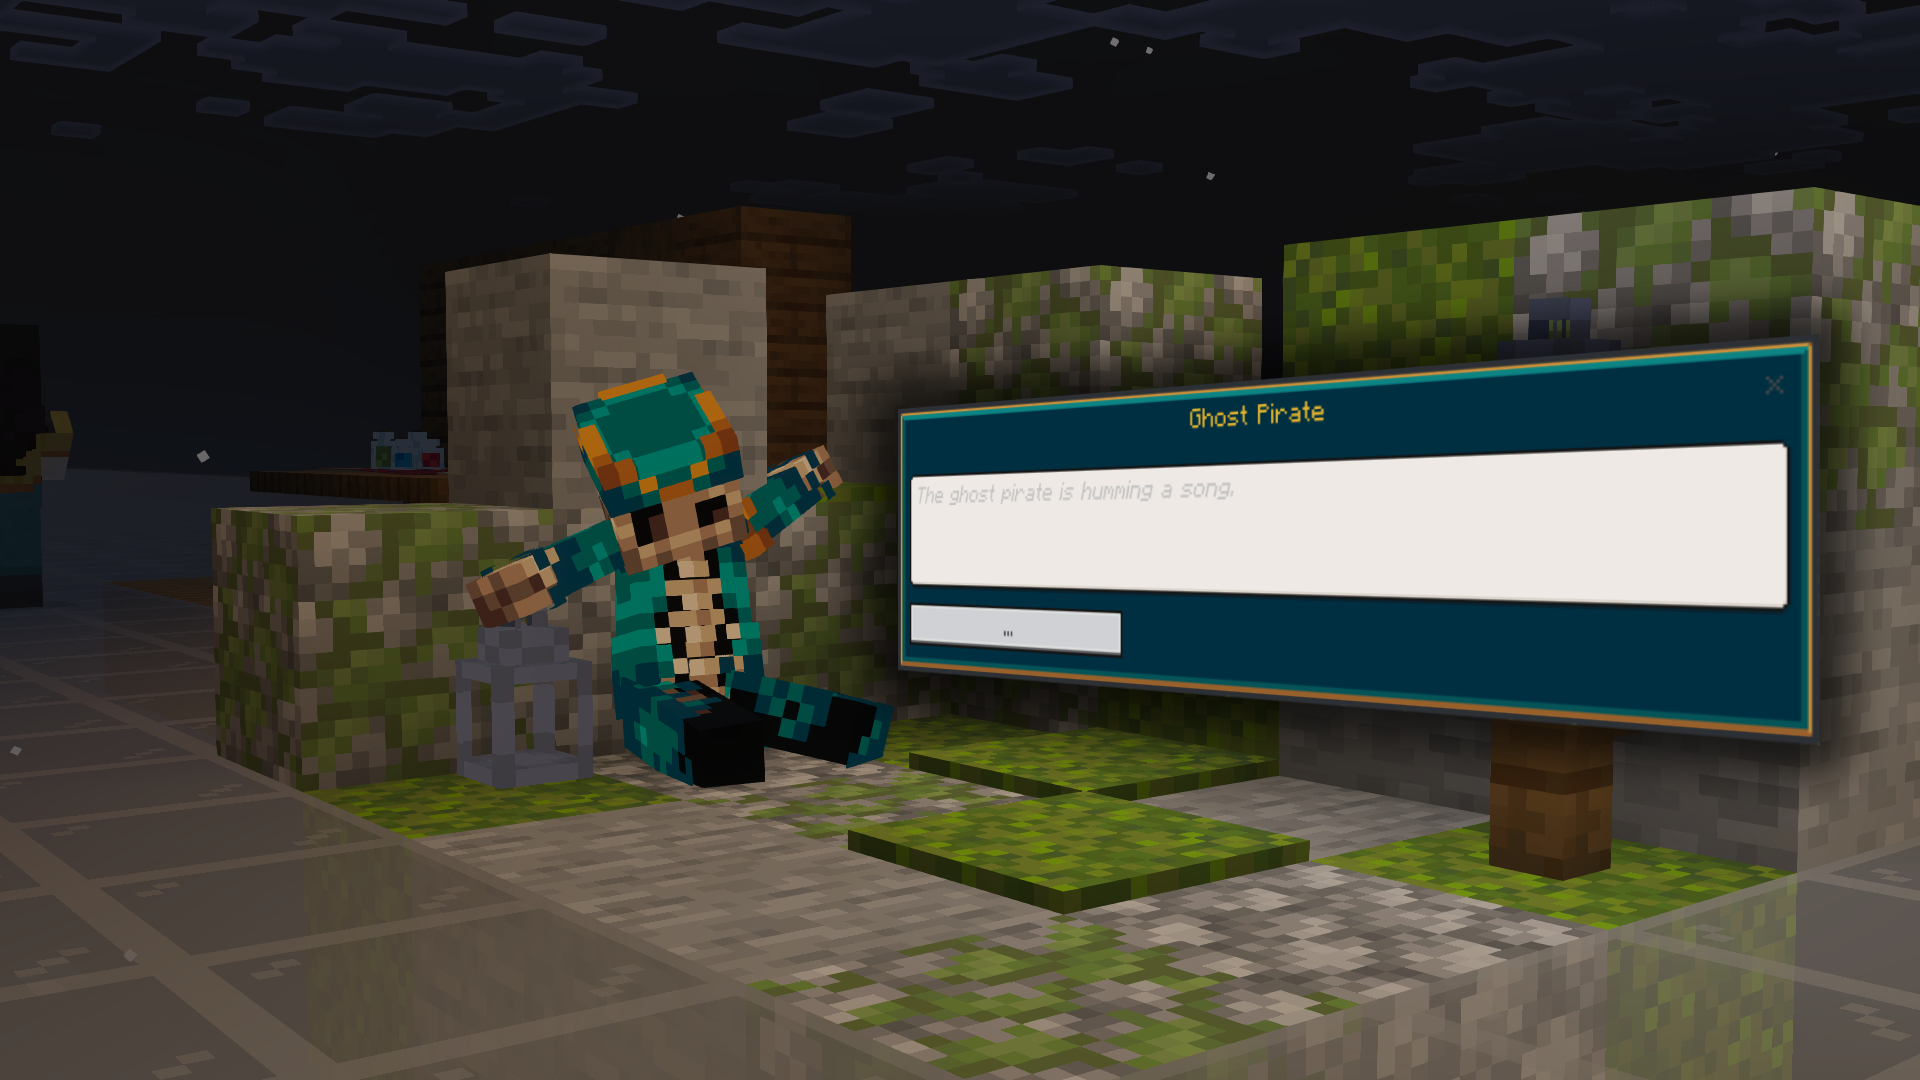 Ghost Pirate
The ghost pirate is humming a song.
...